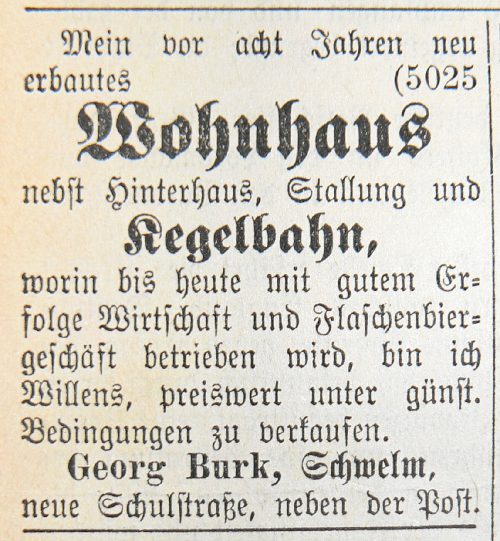 Mein vor acht Jahren neu
erbautes (5025
Wohnhaus
nebst Hinterhaus, Stallung und
Kegelbahn,
worin bis heute mit gutem Er=
folge Wirtschaft und Flaschenbier=
geschäft betrieben wird, bin ich
Willens, preiswert unter günst.
Bedingungen zu verkaufen.
Georg Burk, Schwelm,
neue Schulstraße, neben der Post.